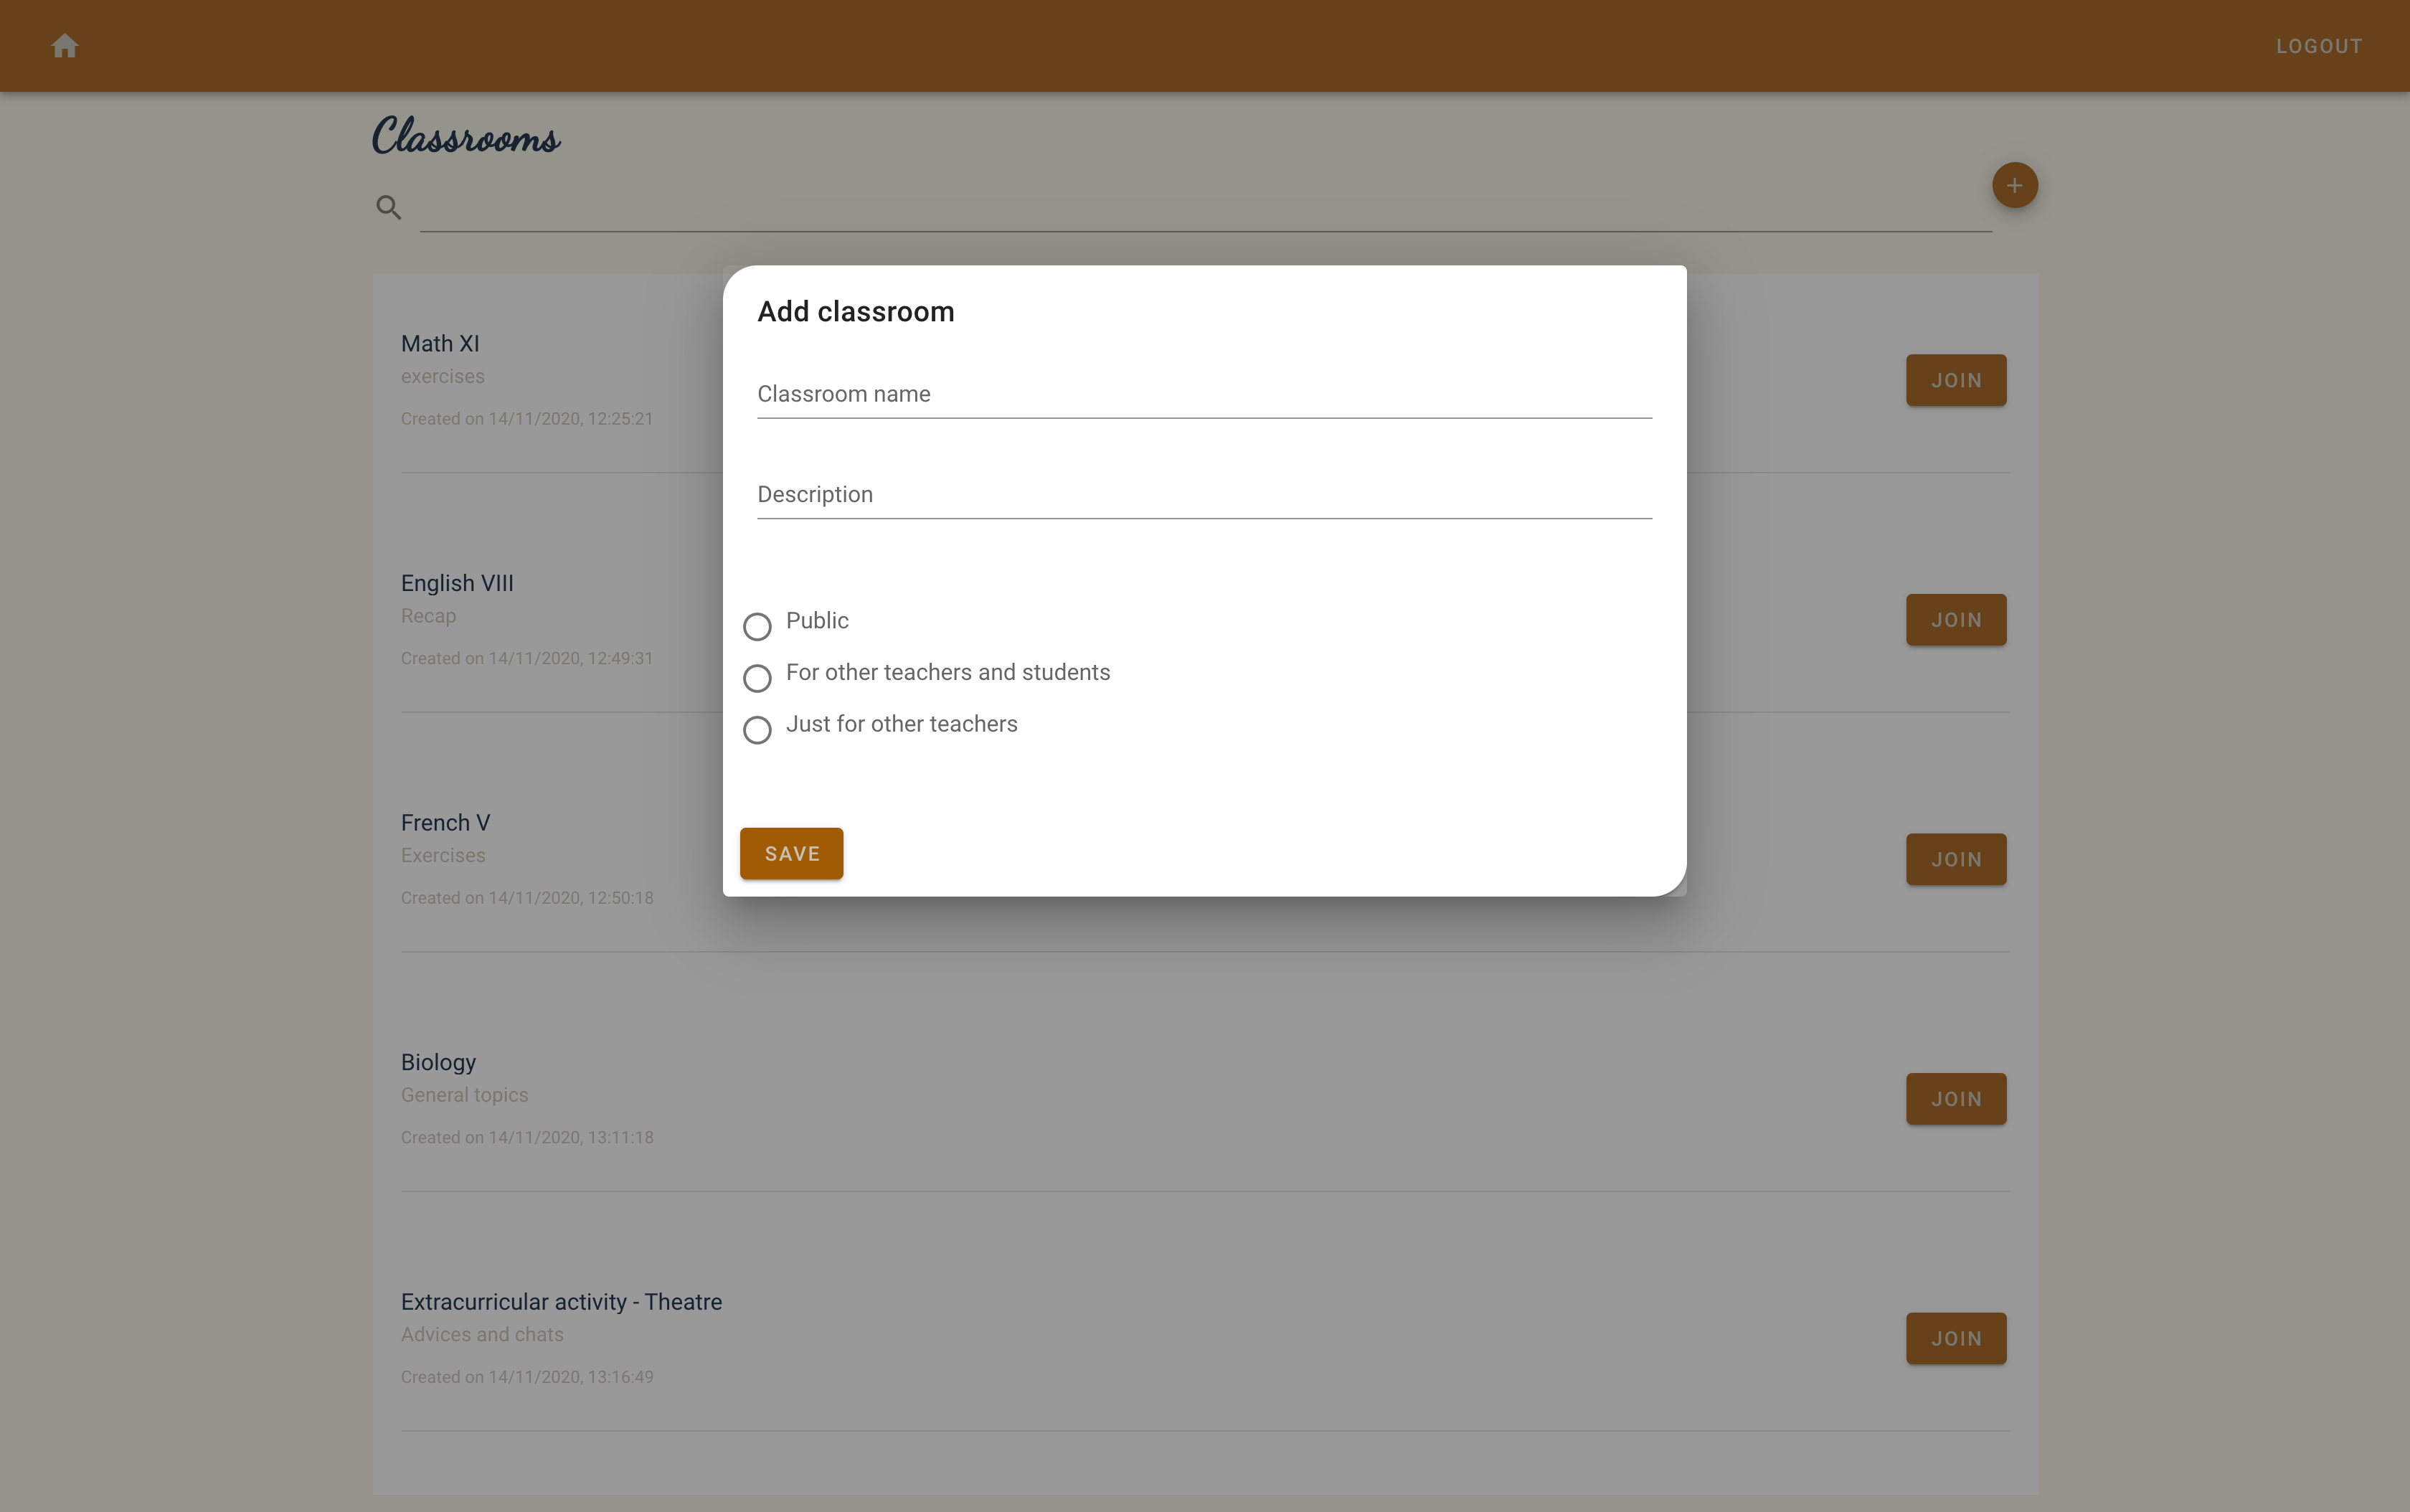 LOGOUT
Classrooms
+
Add classroom
Classroom name
Description
Public
For other teachers and students
Just for other teachers
SAVE
Math XI
exercises
Created on 14/11/2020, 12:25:21
JOIN
English VIII
Recap
Created on 14/11/2020, 12:49:31
JOIN
French V
Exercises
Created on 14/11/2020, 12:50:18
JOIN
Biology
General topics
Created on 14/11/2020, 13:11:18
JOIN
Extracurricular activity - Theatre
Advices and chats
Created on 14/11/2020, 13:16:49
JOIN